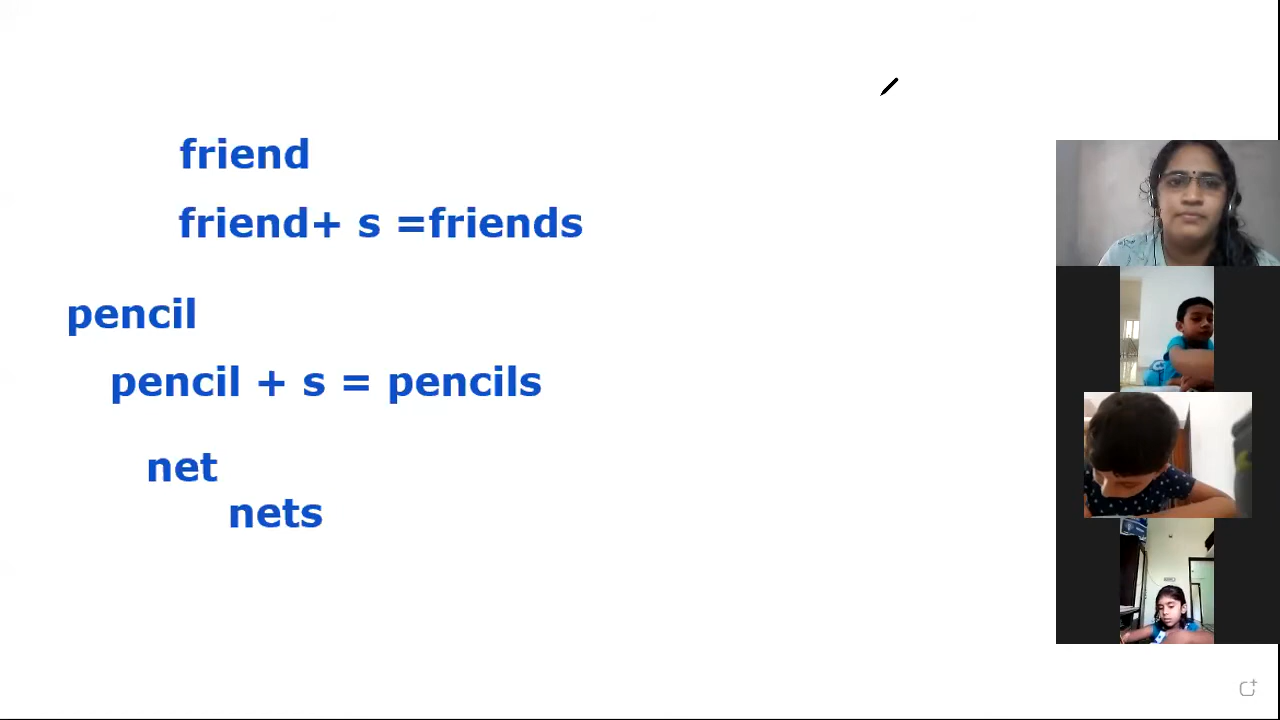 friend
friend+ s =friends
pencil
pencil + s = pencils
net
nets